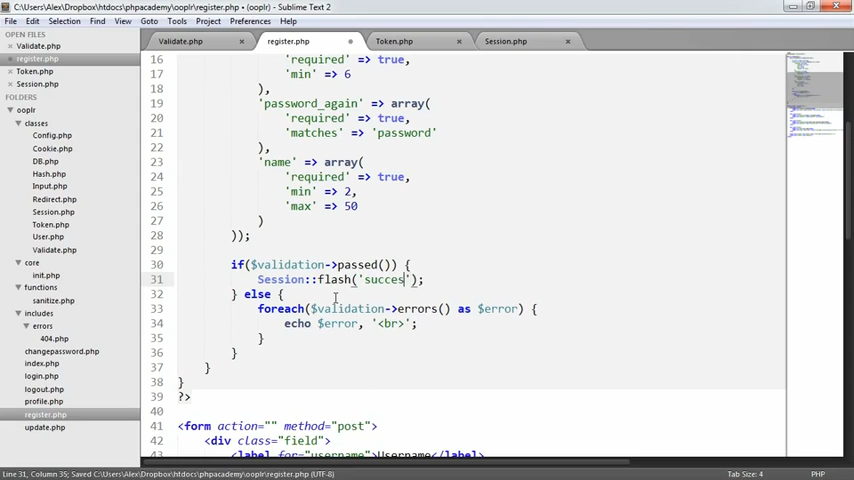 C:\Users\Alex\Dropbox\htdocs\phpacademy\ooplr\register.php • (ooplr) - Sublime Text 2
File Edit Selection Find View Goto Tools Project Preferences Help
OPEN FILES
Validate.php
register.php
Token.php
Session.php
FOLDERS
ooplr
classes
Config.php
Cookie.php
DB.php
Hash.php
Input.php
Redirect.php
Session.php
Token.php
User.php
Validate.php
core
init.php
functions
sanitize.php
includes
errors
404.php
changepassword.php
index.php
login.php
logout.php
profile.php
register.php
update.php
Validate.php × register.php • Token.php × Session.php ×
16 'required' => true,
17 'min' => 6
18 ),
19 'password_again' => array(
20 'required' => true,
21 'matches' => 'password'
22 ),
23 'name' => array(
24 'required' => true,
25 'min' => 2,
26 'max' => 50
27 )
28 ));
29
30 if($validation->passed()) {
31 Session::flash('succes');
32 } else {
33 foreach($validation->errors() as $error) {
34 echo $error, '<br>';
35 }
36 }
37 }
38 }
39 ?>
40
41 <form action="" method="post">
42 <div class="field">
43 <label for="username">Username</label>
Line 31, Column 35; Saved C:\Users\Alex\Dropbox\htdocs\phpacademy\ooplr\register.php (UTF-8)
Tab Size: 4
PHP